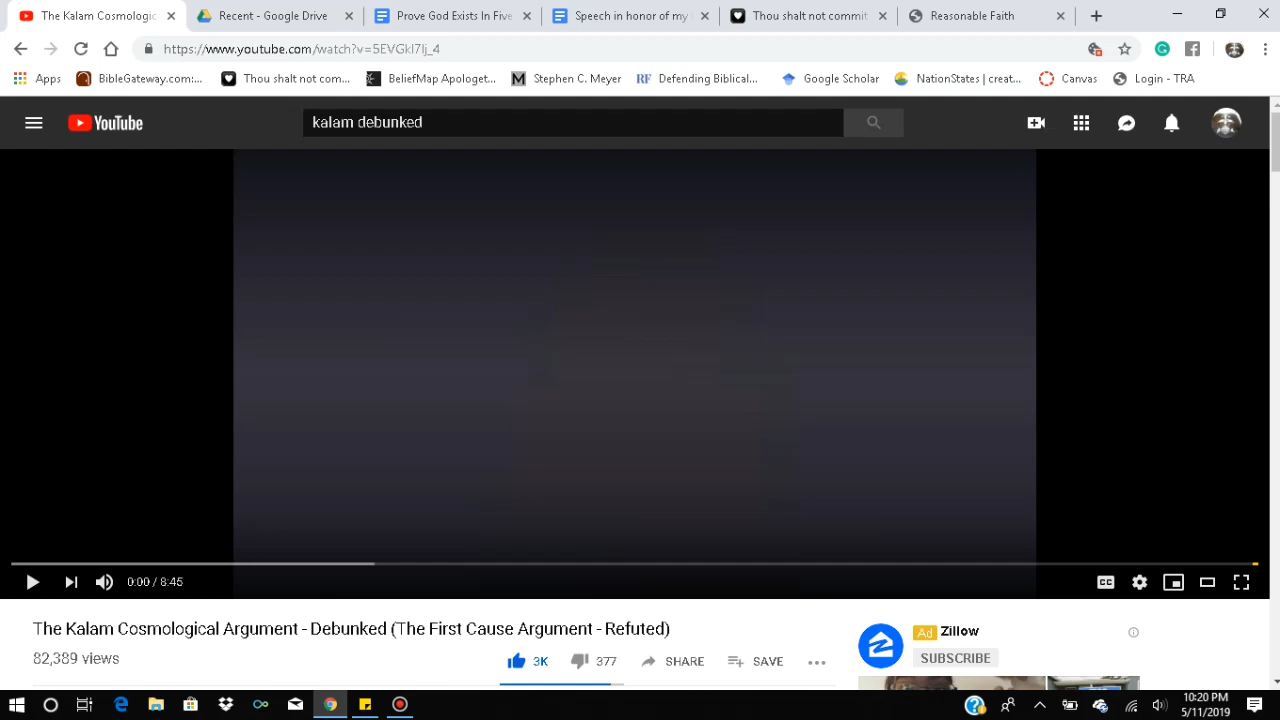 The Kalam Cosmologic
Recent - Google Drive
Prove God Exists In Five
Speech in honor of my
Thou shalt not commit
Reasonable Faith
https://www.youtube.com/watch?v=5EVGkI7Ij_4
Apps
BibleGateway.com:...
Thou shalt not com...
BeliefMap Apologet...
Stephen C. Meyer
RF Defending Biblical...
Google Scholar
NationStates | creat...
Canvas
Login - TRA
YouTube
kalam debunked
0:00 / 8:45
CC
The Kalam Cosmological Argument - Debunked (The First Cause Argument - Refuted)
82,389 views
3K
377
SHARE
SAVE
Ad Zillow
SUBSCRIBE
10:20 PM
5/11/2019